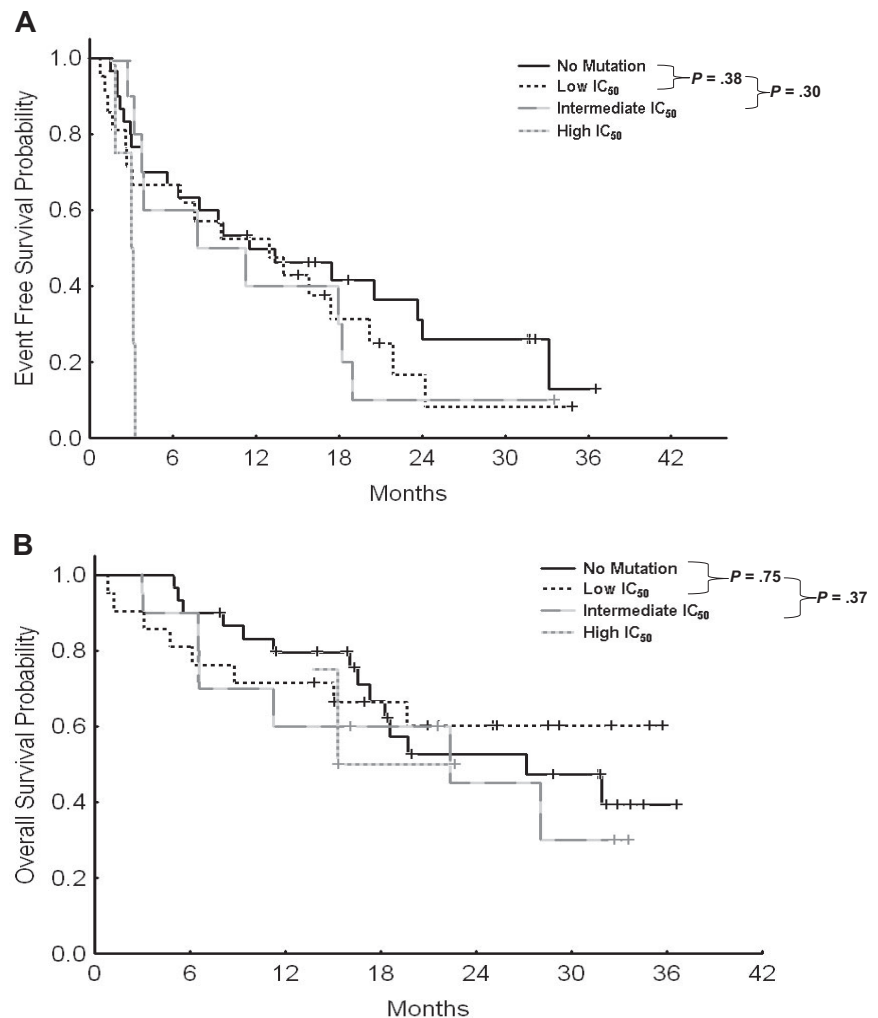 A
Event Free Survival Probability
1.0
0.8
0.6
0.4
0.2
0.0
0 6 12 18 24 30 36 42
Months
No Mutation
Low IC50
Intermediate IC50
High IC50
P = .38
P = .30
B
Overall Survival Probability
1.0
0.8
0.6
0.4
0.2
0.0
0 6 12 18 24 30 36 42
Months
No Mutation
Low IC50
Intermediate IC50
High IC50
P = .75
P = .37